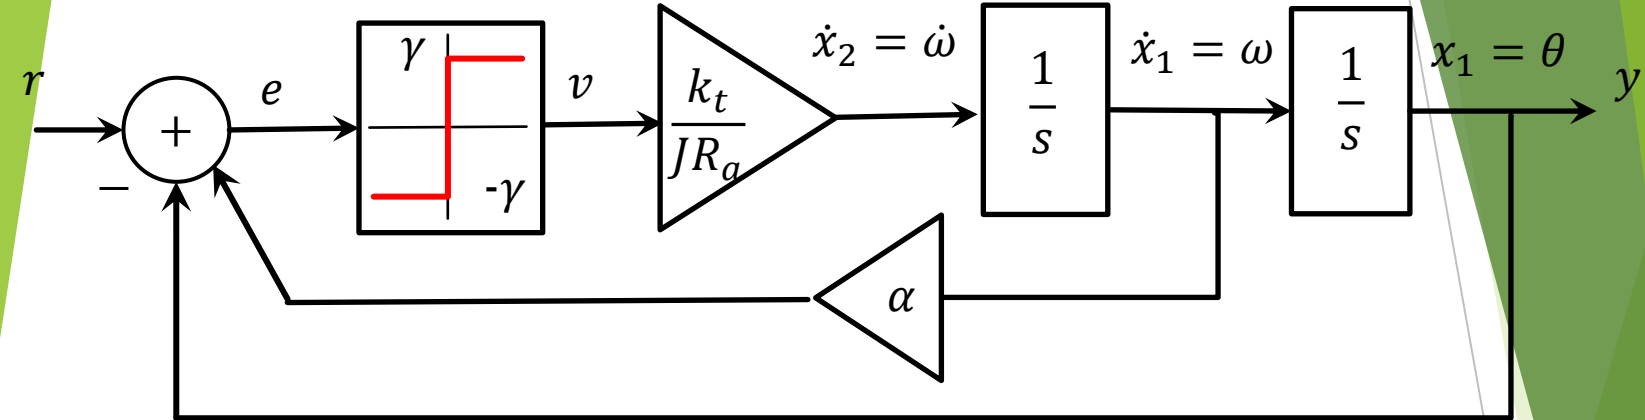 r
+
−
e
γ
-γ
v
k_t
JR_a
ẋ₂ = ω̇
1
s
ẋ₁ = ω
1
s
x₁ = θ
y
α